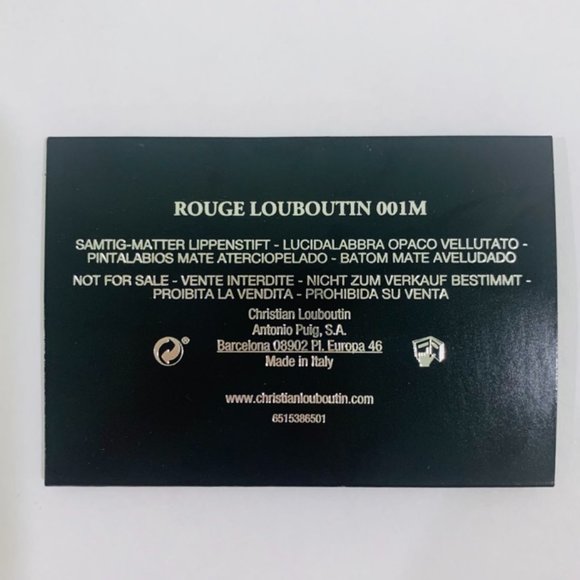 ROUGE LOUBOUTIN 001M
SAMTIG-MATTER LIPPENSTIFT - LUCIDALABBRA OPACO VELLUTATO -
PINTALABIOS MATE ATERCIOPELADO - BATOM MATE AVELUDADO
NOT FOR SALE - VENTE INTERDITE - NICHT ZUM VERKAUF BESTIMMT -
PROIBITA LA VENDITA - PROHIBIDA SU VENTA
Christian Louboutin
Antonio Puig, S.A.
Barcelona 08902 Pl. Europa 46
Made in Italy
www.christianlouboutin.com
6515386501